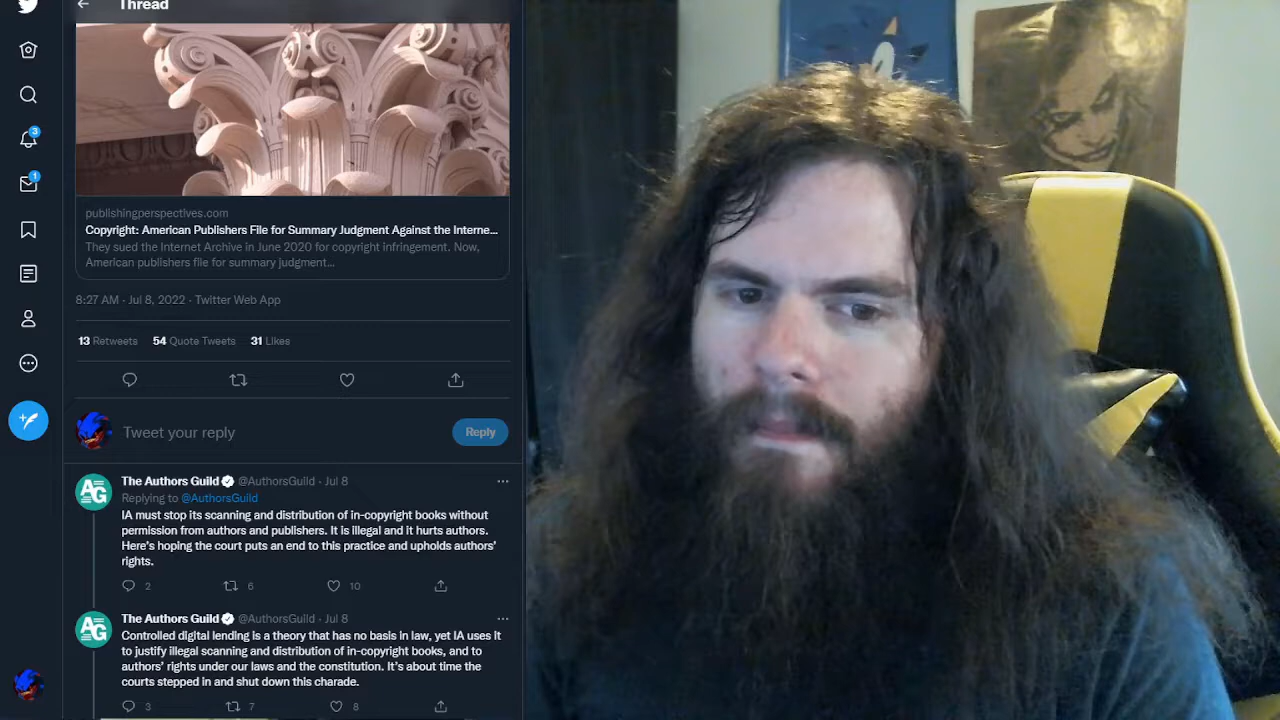 Thread
publishingperspectives.com
Copyright: American Publishers File for Summary Judgment Against the Interne...
They sued the Internet Archive in June 2020 for copyright infringement. Now,
American publishers file for summary judgment...
8:27 AM · Jul 8, 2022 · Twitter Web App
13 Retweets 54 Quote Tweets 31 Likes
3
1
Tweet your reply
Reply
The Authors Guild @AuthorsGuild · Jul 8
Replying to @AuthorsGuild
IA must stop its scanning and distribution of in-copyright books without
permission from authors and publishers. It is illegal and it hurts authors.
Here's hoping the court puts an end to this practice and upholds authors'
rights.
2 6 10
The Authors Guild @AuthorsGuild · Jul 8
Controlled digital lending is a theory that has no basis in law, yet IA uses it
to justify illegal scanning and distribution of in-copyright books, and to
authors' rights under our laws and the constitution. It's about time the
courts stepped in and shut down this charade.
3 7 8
AG
AG